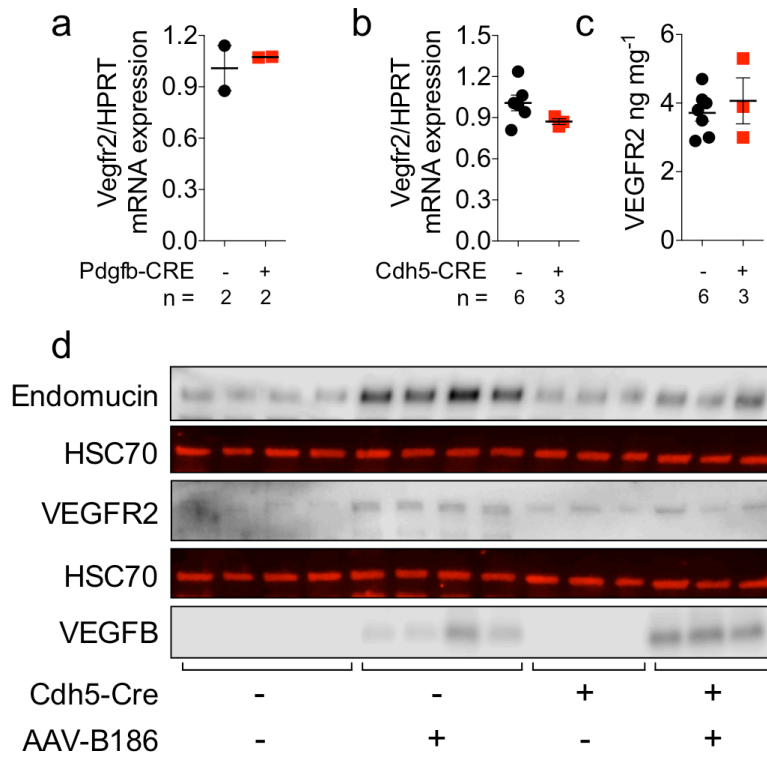 a
Vegfr2/HPRT
mRNA expression
1.2
0.9
0.6
0.3
0.0
Pdgfb-CRE - +
n = 2 2
b
Vegfr2/HPRT
mRNA expression
1.5
1.2
0.9
0.6
0.3
0.0
Cdh5-CRE - +
n = 6 3
c
VEGFR2 ng mg-1
6
4
2
0
- +
6 3
d
Endomucin
HSC70
VEGFR2
HSC70
VEGFB
Cdh5-Cre - - + +
AAV-B186 - + - +